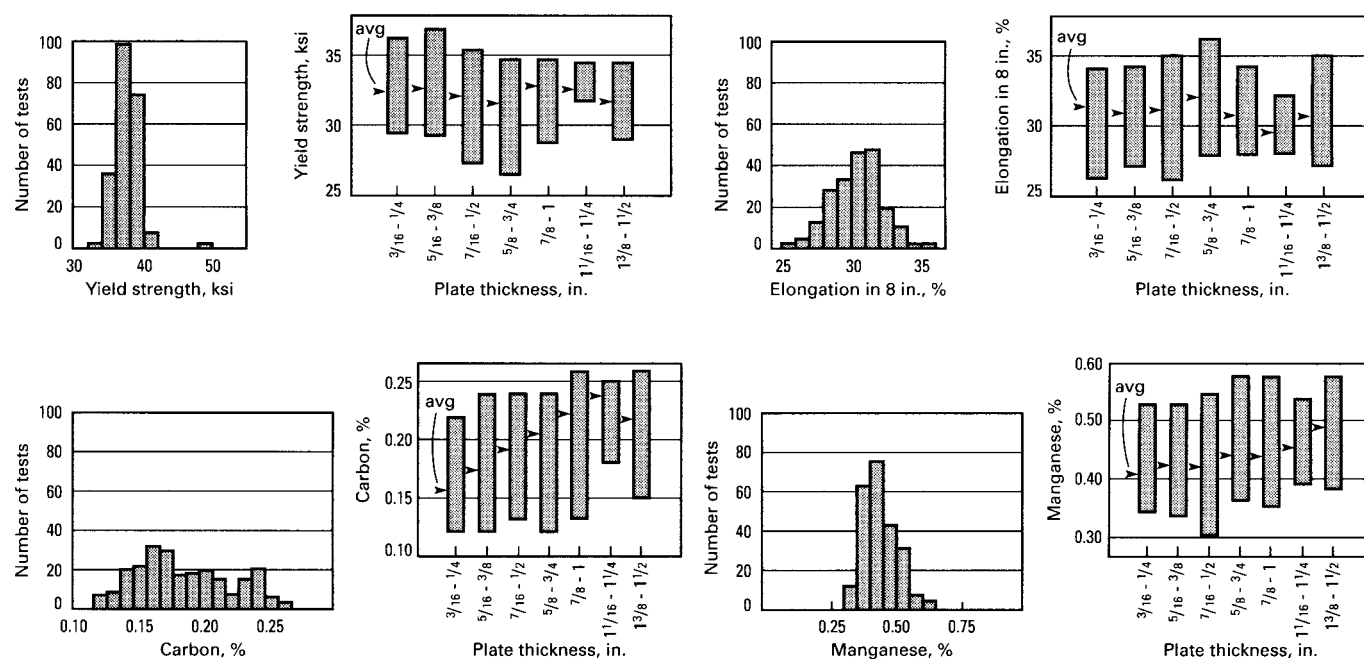 Number of tests
100
80
60
40
20
0
30
40
50
Yield strength, ksi
Yield strength, ksi
avg
35
30
25
3/16 - 1/4
5/16 - 3/8
7/16 - 1/2
5/8 - 3/4
7/8 - 1
1 1/16 - 1 1/4
1 3/8 - 1 1/2
Plate thickness, in.
Number of tests
100
80
60
40
20
0
25
30
35
Elongation in 8 in., %
Elongation in 8 in., %
avg
35
30
25
3/16 - 1/4
5/16 - 3/8
7/16 - 1/2
5/8 - 3/4
7/8 - 1
1 1/16 - 1 1/4
1 3/8 - 1 1/2
Plate thickness, in.
Number of tests
100
80
60
40
20
0
0.10
0.15
0.20
0.25
Carbon, %
Carbon, %
avg
0.25
0.20
0.15
0.10
3/16 - 1/4
5/16 - 3/8
7/16 - 1/2
5/8 - 3/4
7/8 - 1
1 1/16 - 1 1/4
1 3/8 - 1 1/2
Plate thickness, in.
Number of tests
100
80
60
40
20
0
0.25
0.50
0.75
Manganese, %
Manganese, %
avg
0.60
0.50
0.40
0.30
3/16 - 1/4
5/16 - 3/8
7/16 - 1/2
5/8 - 3/4
7/8 - 1
1 1/16 - 1 1/4
1 3/8 - 1 1/2
Plate thickness, in.